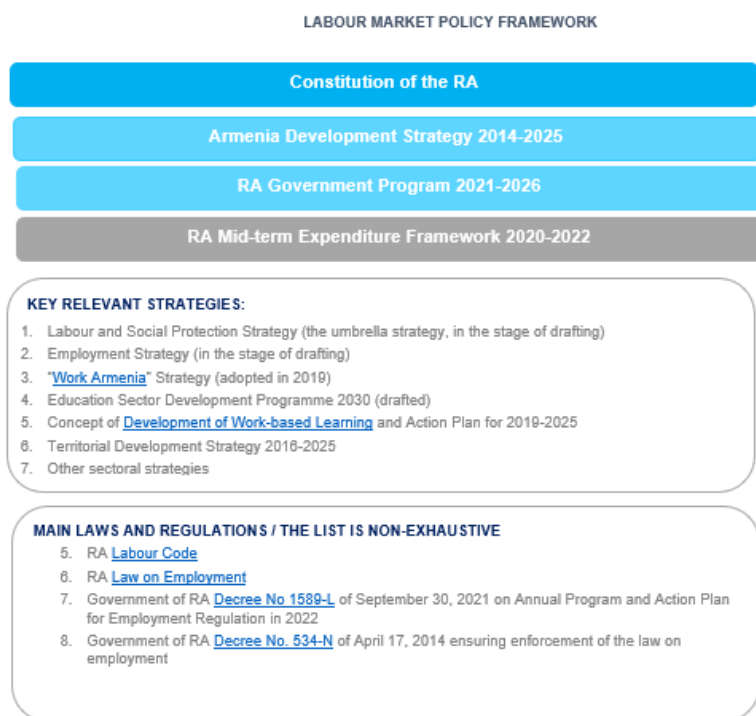 LABOUR MARKET POLICY FRAMEWORK
Constitution of the RA
Armenia Development Strategy 2014-2025
RA Government Program 2021-2026
RA Mid-term Expenditure Framework 2020-2022
KEY RELEVANT STRATEGIES:
1. Labour and Social Protection Strategy (the umbrella strategy, in the stage of drafting)
2. Employment Strategy (in the stage of drafting)
3. "Work Armenia" Strategy (adopted in 2019)
4. Education Sector Development Programme 2030 (drafted)
5. Concept of Development of Work-based Learning and Action Plan for 2019-2025
6. Territorial Development Strategy 2016-2025
7. Other sectoral strategies
MAIN LAWS AND REGULATIONS / THE LIST IS NON-EXHAUSTIVE
5. RA Labour Code
6. RA Law on Employment
7. Government of RA Decree No 1589-L of September 30, 2021 on Annual Program and Action Plan
for Employment Regulation in 2022
8. Government of RA Decree No. 534-N of April 17, 2014 ensuring enforcement of the law on
employment